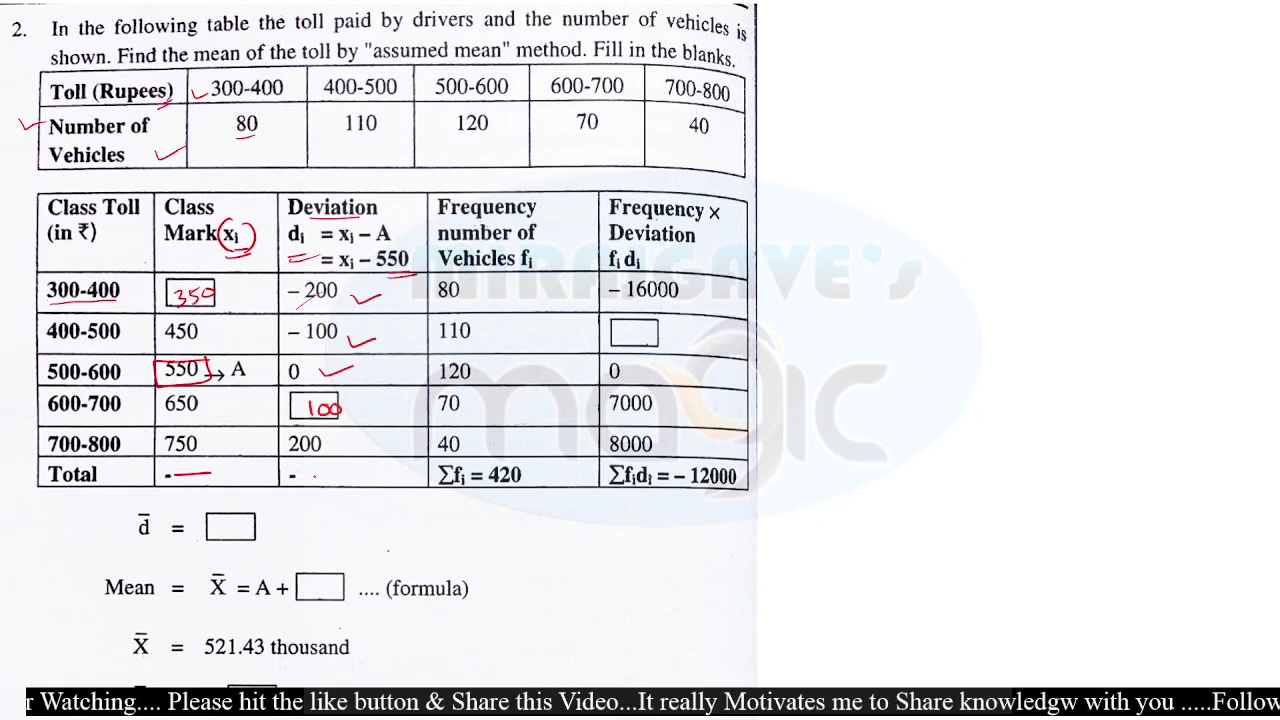 2. In the following table the toll paid by drivers and the number of vehicles is
shown. Find the mean of the toll by "assumed mean" method. Fill in the blanks.
Toll (Rupees) 300-400 400-500 500-600 600-700 700-800
Number of Vehicles 80 110 120 70 40
Class Toll (in ₹) Class Mark xᵢ Deviation dᵢ = xᵢ – A = xᵢ – 550 Frequency number of Vehicles fᵢ Frequency × Deviation fᵢ dᵢ
300-400 350 – 200 80 – 16000
400-500 450 – 100 110
500-600 550 → A 0 120 0
600-700 650 100 70 7000
700-800 750 200 40 8000
Total - - ∑fᵢ = 420 ∑fᵢdᵢ = – 12000
d̄ =
Mean = X̄ = A + .... (formula)
X̄ = 521.43 thousand
MIRAJGAVE's
magic
r Watching.... Please hit the like button & Share this Video...It really Motivates me to Share knowledgw with you .....Follow